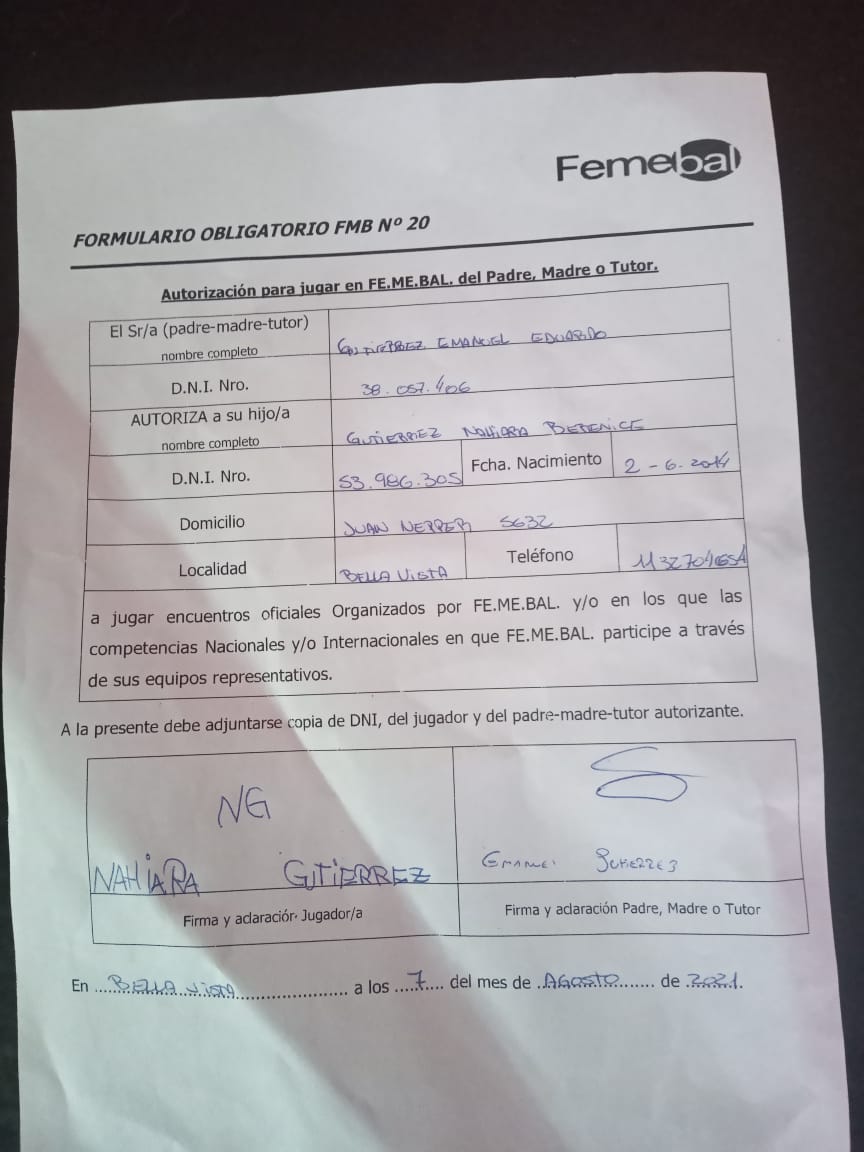 Femebal
FORMULARIO OBLIGATORIO FMB Nº 20
Autorización para jugar en FE.ME.BAL. del Padre, Madre o Tutor.
El Sr/a (padre-madre-tutor)
nombre completo
GUTIERREZ EMANUEL EDUARDO
D.N.I. Nro.
38.057.406
AUTORIZA a su hijo/a
nombre completo
GUTIERREZ NAHIARA BERENICE
D.N.I. Nro.
53.986.305
Fcha. Nacimiento
2-6.2014
Domicilio
JUAN 5632
Localidad
BELLA VISTA
Teléfono
a jugar encuentros oficiales Organizados por FE.ME.BAL. y/o en los que las
competencias Nacionales y/o Internacionales en que FE.ME.BAL. participe a través
de sus equipos representativos.
A la presente debe adjuntarse copia de DNI, del jugador y del padre-madre-tutor autorizante.
NG
NAHIARA GUTIERREZ
EMANUEL GUTIERREZ
Firma y aclaración Jugador/a
Firma y aclaración Padre, Madre o Tutor
En BELLA VISTA a los 7 del mes de AGOSTO de 2021.